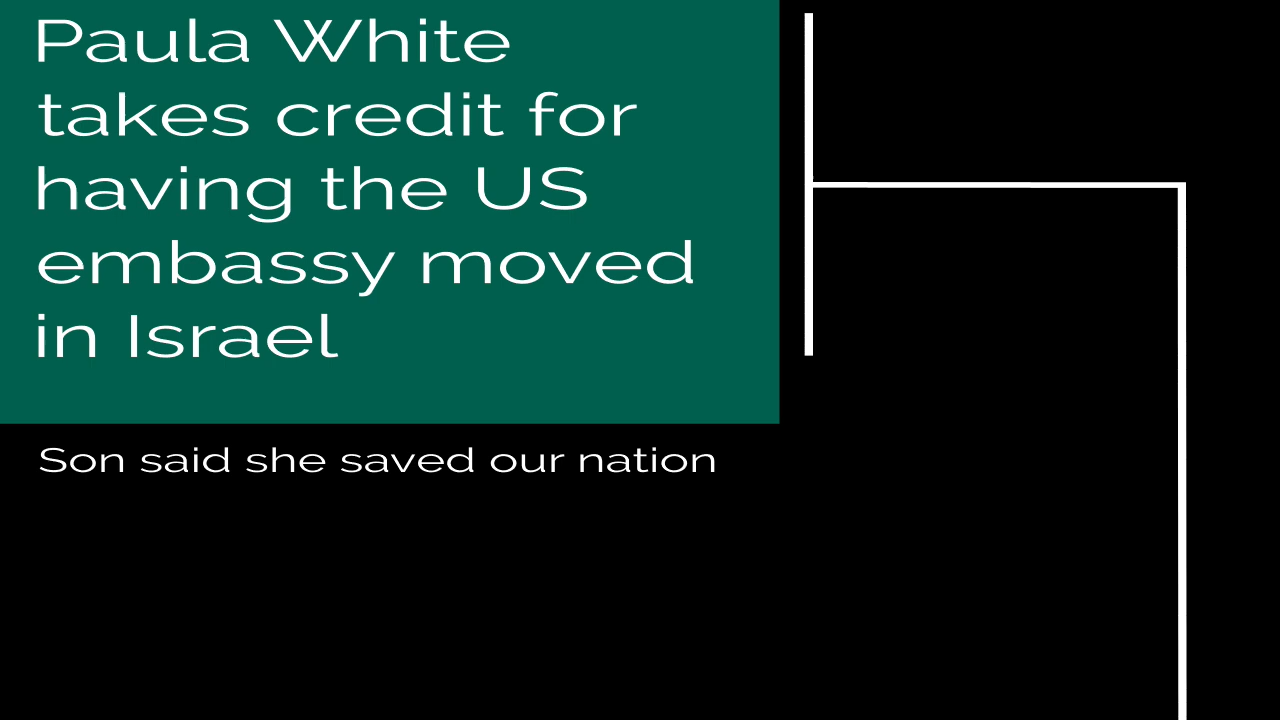 Paula White
takes credit for
having the US
embassy moved
in Israel
Son said she saved our nation